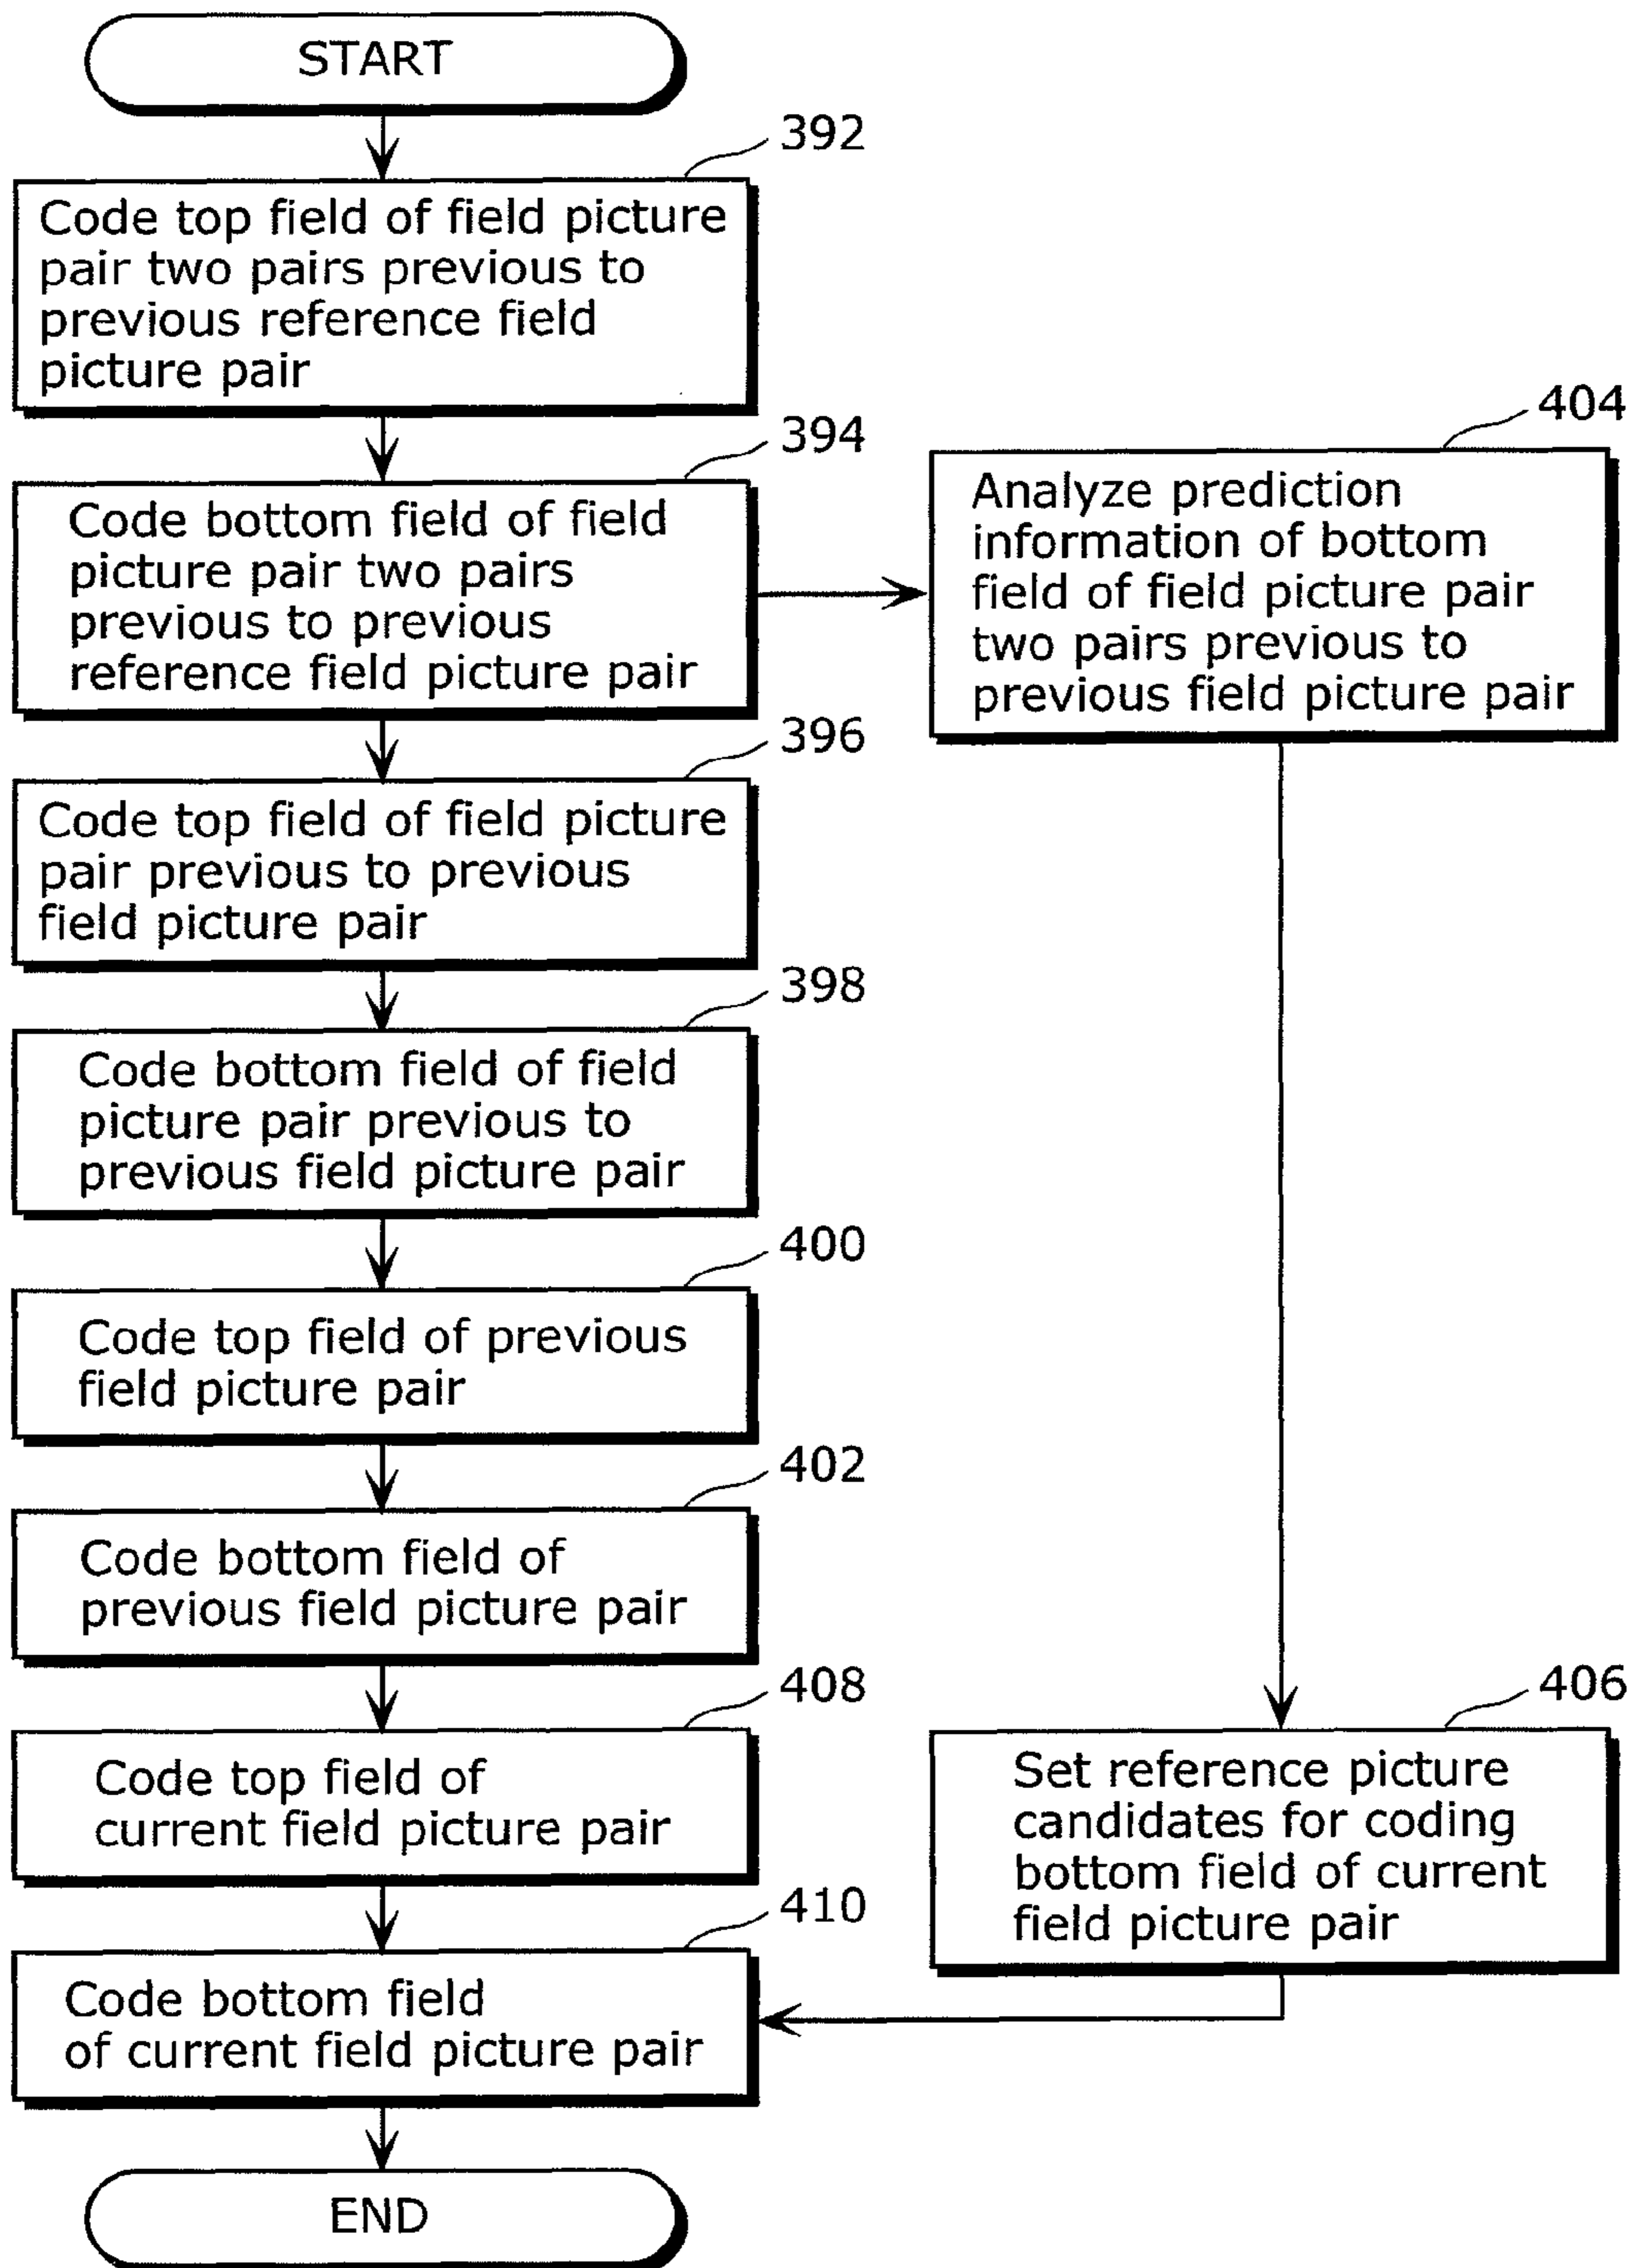 START
392
Code top field of field picture
pair two pairs previous to
previous reference field
picture pair
394
Code bottom field of field
picture pair two pairs
previous to previous
reference field picture pair
404
Analyze prediction
information of bottom
field of field picture pair
two pairs previous to
previous field picture pair
396
Code top field of field picture
pair previous to previous
field picture pair
398
Code bottom field of field
picture pair previous to
previous field picture pair
400
Code top field of previous
field picture pair
402
Code bottom field of
previous field picture pair
408
Code top field of
current field picture pair
406
Set reference picture
candidates for coding
bottom field of current
field picture pair
410
Code bottom field
of current field picture pair
END